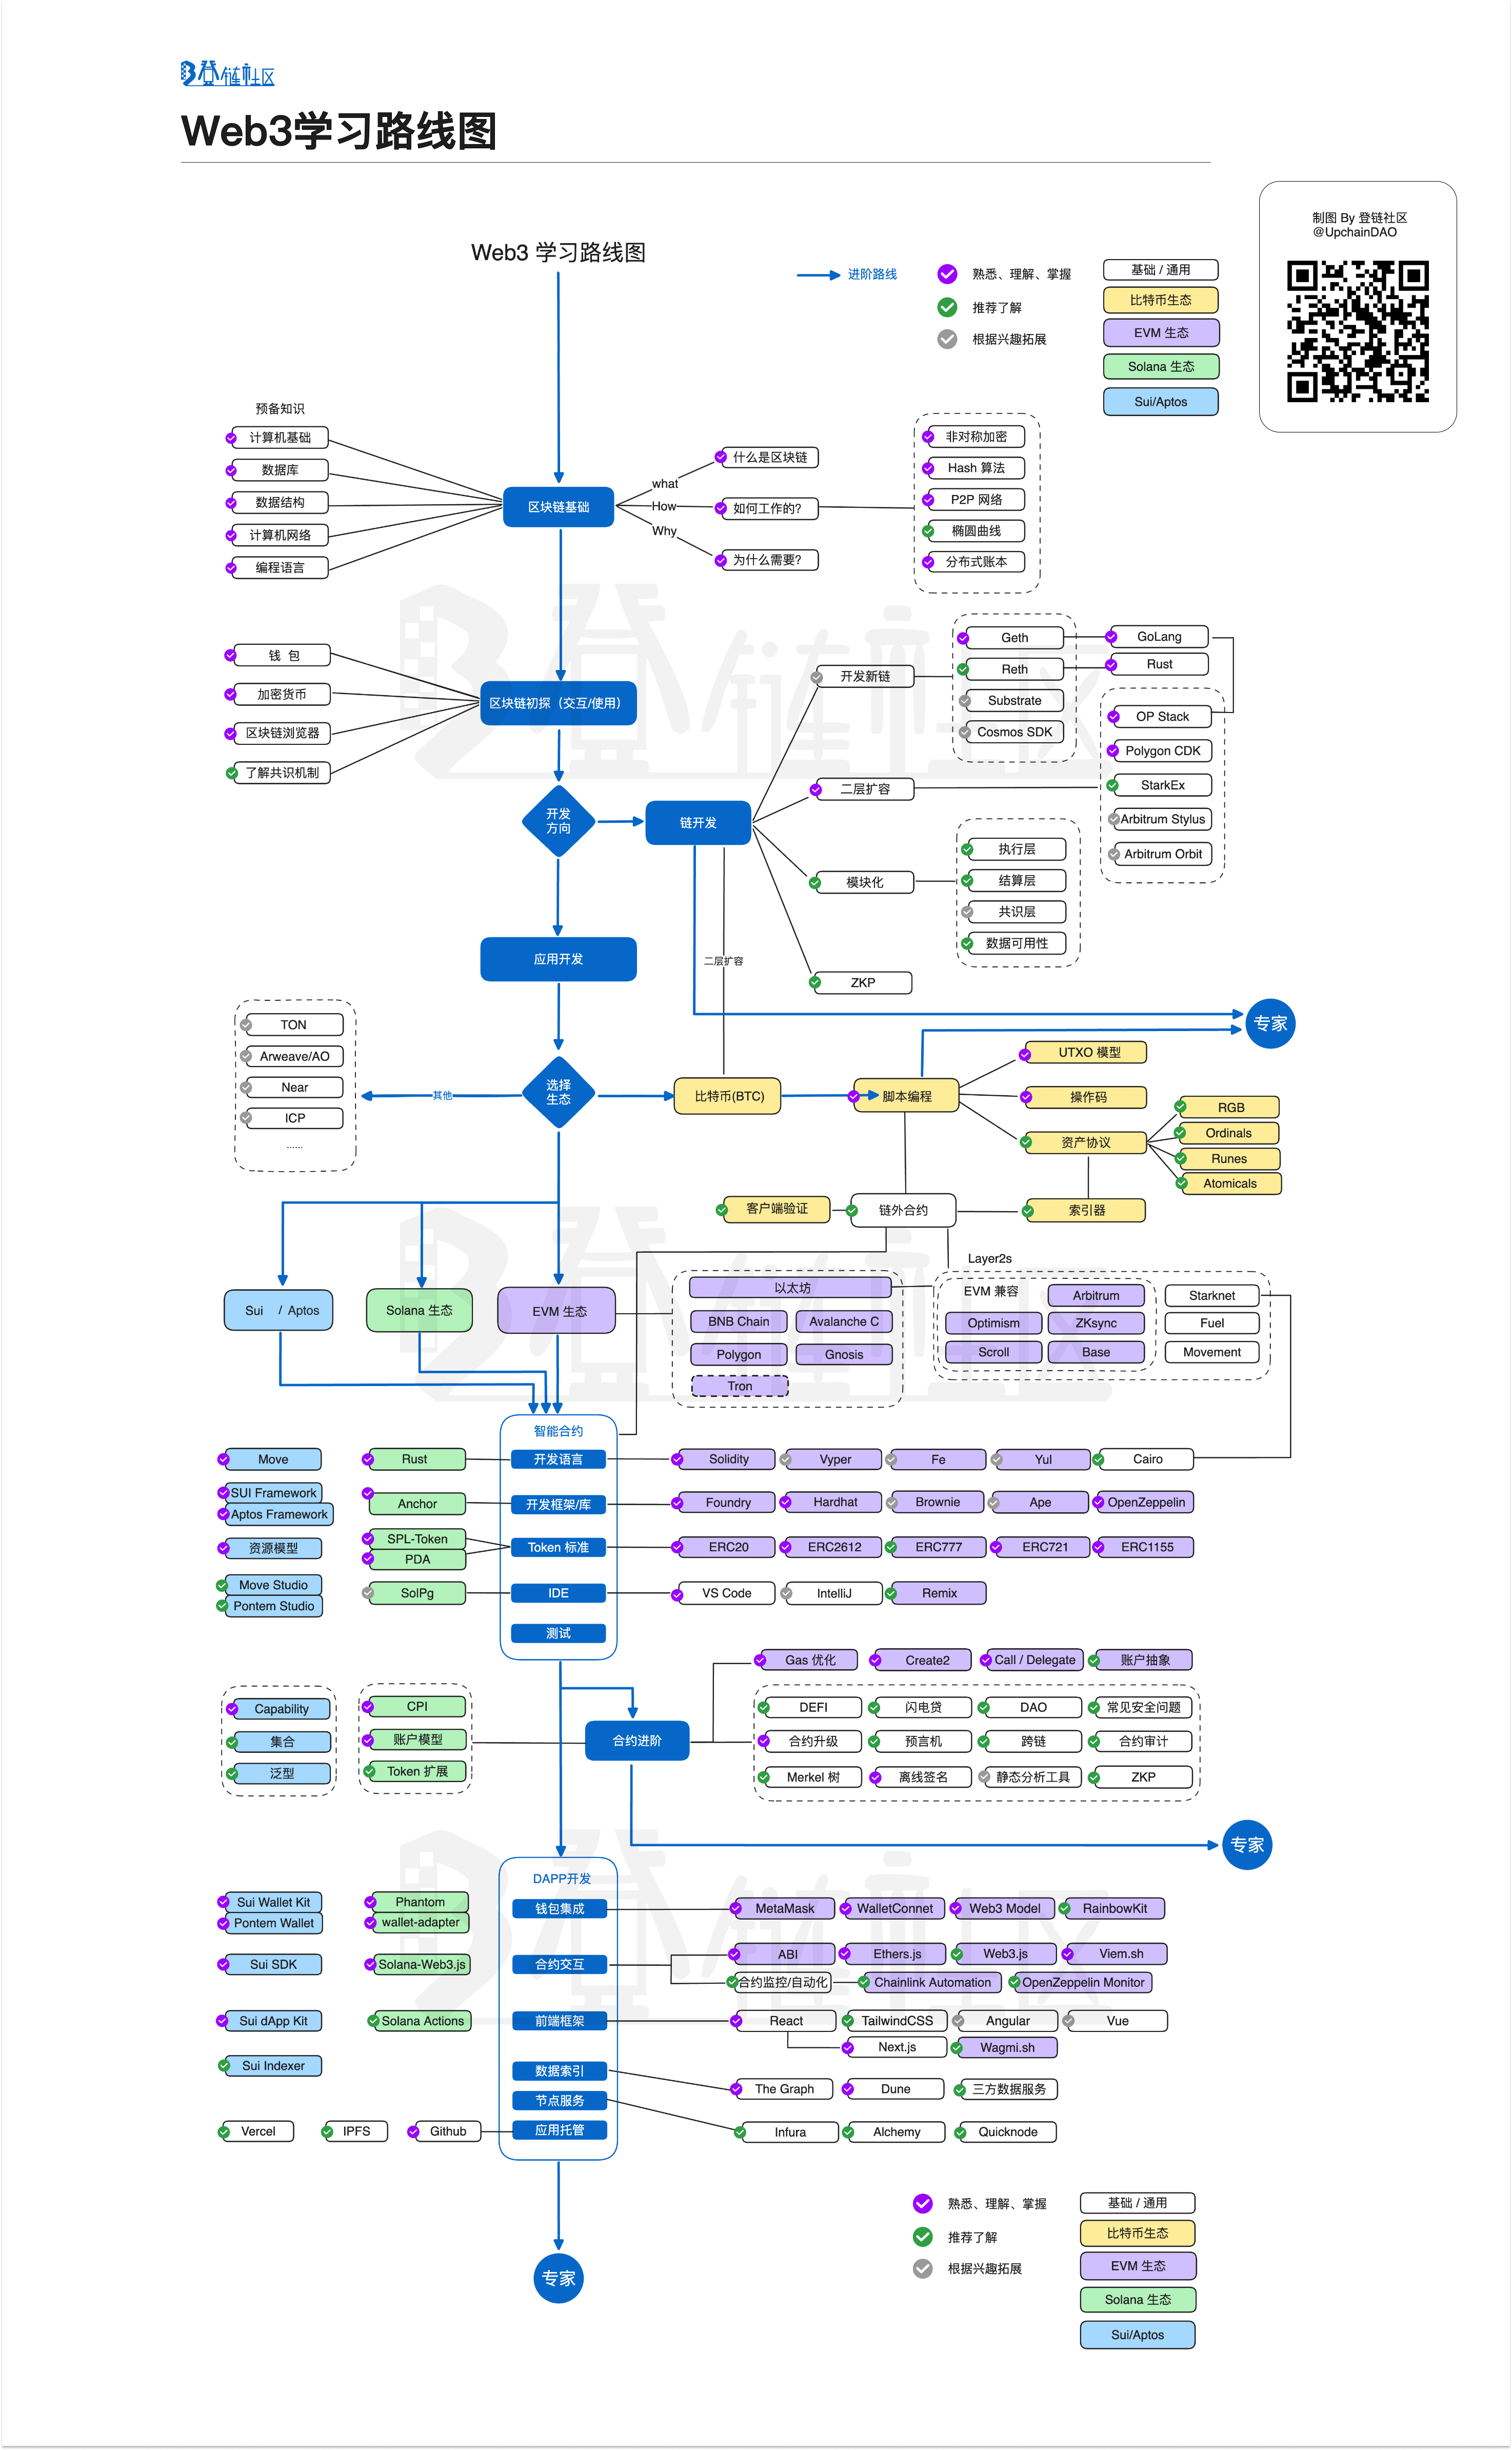 登链社区
Web3学习路线图
制图 By 登链社区
@UpchainDAO
Web3 学习路线图
进阶路线
熟悉、理解、掌握
推荐了解
根据兴趣拓展
基础 / 通用
比特币生态
EVM 生态
Solana 生态
Sui/Aptos
预备知识
计算机基础
数据库
数据结构
计算机网络
编程语言
区块链基础
what
How
Why
什么是区块链
如何工作的?
为什么需要?
非对称加密
Hash 算法
P2P 网络
椭圆曲线
分布式账本
钱 包
加密货币
区块链浏览器
了解共识机制
区块链初探（交互/使用）
开发
方向
链开发
开发新链
二层扩容
模块化
ZKP
Geth
Reth
Substrate
Cosmos SDK
GoLang
Rust
OP Stack
Polygon CDK
StarkEx
Arbitrum Stylus
Arbitrum Orbit
执行层
结算层
共识层
数据可用性
二层扩容
专家
应用开发
TON
Arweave/AO
Near
ICP
......
其他
选择
生态
比特币(BTC)
脚本编程
UTXO 模型
操作码
资产协议
RGB
Ordinals
Runes
Atomicals
客户端验证
链外合约
索引器
Layer2s
Sui / Aptos
Solana 生态
EVM 生态
以太坊
BNB Chain
Avalanche C
Polygon
Gnosis
Tron
EVM 兼容
Arbitrum
Optimism
ZKsync
Scroll
Base
Starknet
Fuel
Movement
智能合约
Move
Rust
开发语言
Solidity
Vyper
Fe
Yul
Cairo
SUI Framework
Aptos Framework
Anchor
开发框架/库
Foundry
Hardhat
Brownie
Ape
OpenZeppelin
资源模型
SPL-Token
PDA
Token 标准
ERC20
ERC2612
ERC777
ERC721
ERC1155
Move Studio
Pontem Studio
SolPg
IDE
VS Code
IntelliJ
Remix
测试
Gas 优化
Create2
Call / Delegate
账户抽象
Capability
集合
泛型
CPI
账户模型
Token 扩展
合约进阶
DEFI
闪电贷
DAO
常见安全问题
合约升级
预言机
跨链
合约审计
Merkel 树
离线签名
静态分析工具
ZKP
专家
DAPP开发
Sui Wallet Kit
Pontem Wallet
Phantom
wallet-adapter
钱包集成
MetaMask
WalletConnet
Web3 Model
RainbowKit
Sui SDK
Solana-Web3.js
合约交互
ABI
Ethers.js
Web3.js
Viem.sh
合约监控/自动化
Chainlink Automation
OpenZeppelin Monitor
Sui dApp Kit
Solana Actions
前端框架
React
TailwindCSS
Angular
Vue
Next.js
Wagmi.sh
Sui Indexer
数据索引
The Graph
Dune
三方数据服务
节点服务
Infura
Alchemy
Quicknode
Vercel
IPFS
Github
应用托管
专家
熟悉、理解、掌握
推荐了解
根据兴趣拓展
基础 / 通用
比特币生态
EVM 生态
Solana 生态
Sui/Aptos
登链社区
登链社区
登链社区